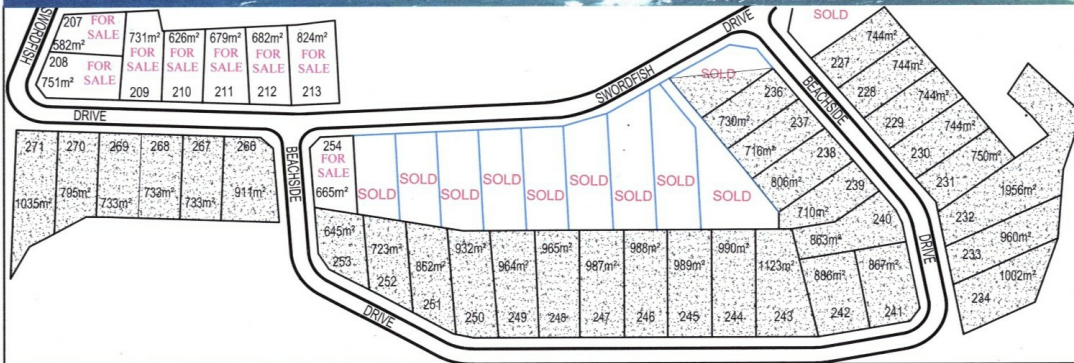 SWORDFISH
207 FOR
SALE
582m²
208 FOR
SALE
751m²
731m²
FOR
SALE
209
626m²
FOR
SALE
210
679m²
FOR
SALE
211
682m²
FOR
SALE
212
824m²
FOR
SALE
213
DRIVE
SWORDFISH
DRIVE
271
1035m²
270
795m²
269
733m²
268
733m²
267
733m²
266
911m²
BEACHSIDE
254
FOR
SALE
665m²
SOLD
SOLD
SOLD
SOLD
SOLD
SOLD
SOLD
SOLD
SOLD
SOLD
236
730m²
237
716m²
238
806m²
239
710m²
240
863m²
SOLD
BEACHSIDE
DRIVE
744m²
227
744m²
228
744m²
229
744m²
230
750m²
231
1956m²
232
960m²
233
1002m²
234
645m²
253
723m²
252
852m²
251
932m²
250
964m²
249
965m²
248
987m²
247
988m²
246
989m²
245
990m²
244
1123m²
243
886m²
242
867m²
241
DRIVE